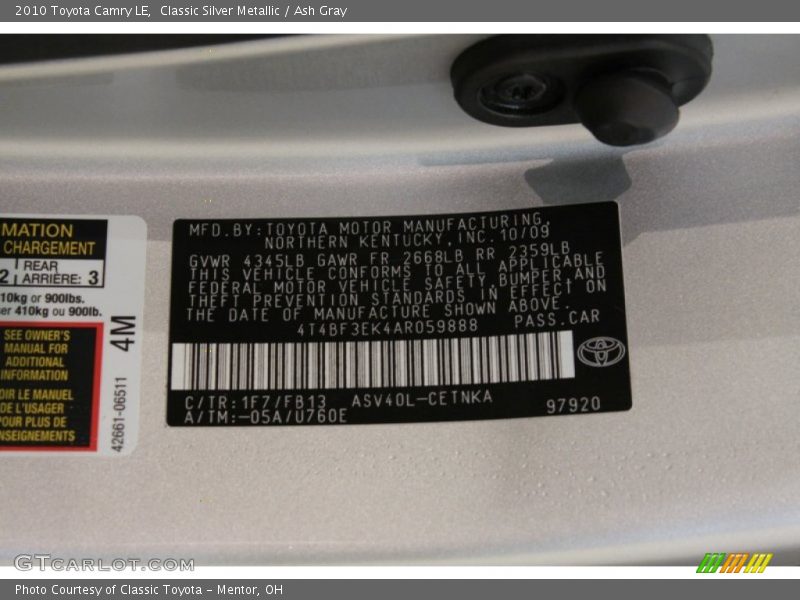 2010 Toyota Camry LE,  Classic Silver Metallic / Ash Gray
MATION
CHARGEMENT
2 REAR
ARRIÈRE: 3
10kg or 900lbs.
er 410kg ou 900lb.
SEE OWNER'S
MANUAL FOR
ADDITIONAL
INFORMATION
OIR LE MANUEL
DE L'USAGER
POUR PLUS DE
NSEIGNEMENTS
4M
42661-06511
MFD.BY:TOYOTA MOTOR MANUFACTURING,
NORTHERN KENTUCKY,INC. 10/09
GVWR 4345LB GAWR FR 2668LB RR 2359LB
THIS VEHICLE CONFORMS TO ALL APPLICABLE
FEDERAL MOTOR VEHICLE SAFETY,BUMPER,AND
THEFT PREVENTION STANDARDS IN EFFECT ON
THE DATE OF MANUFACTURE SHOWN ABOVE.
4T4BF3EK4AR059888 PASS.CAR
C/TR:1F7/FB13 ASV40L-CETNKA
A/TM:-05A/U760E 97920
GTCarLot.com
Photo Courtesy of Classic Toyota - Mentor, OH